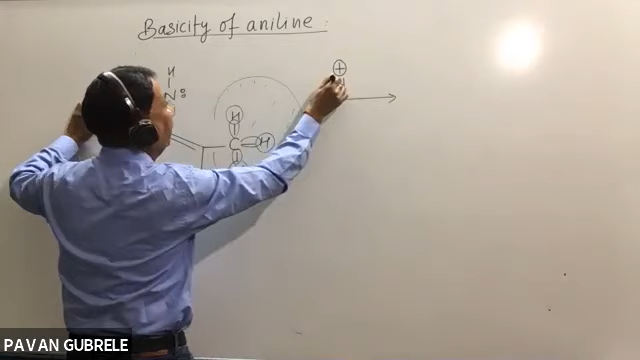 Basicity of aniline :
H
N
⊕
H
C
H
PAVAN GUBRELE